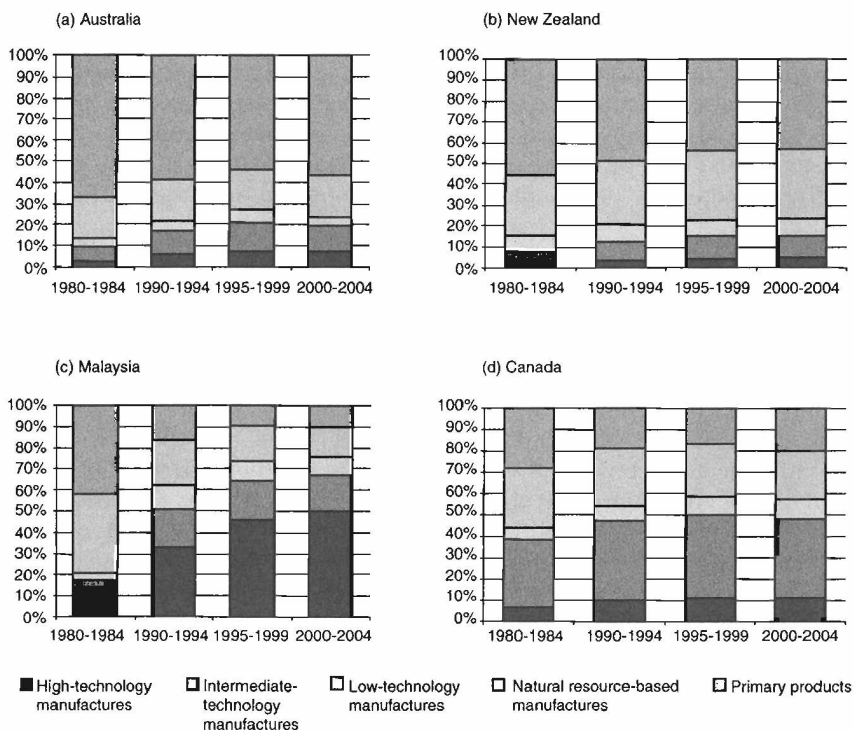 (a) Australia
100%
90%
80%
70%
60%
50%
40%
30%
20%
10%
0%
1980-1984 1990-1994 1995-1999 2000-2004
(b) New Zealand
100%
90%
80%
70%
60%
50%
40%
30%
20%
10%
0%
1980-1984 1990-1994 1995-1999 2000-2004
(c) Malaysia
100%
90%
80%
70%
60%
50%
40%
30%
20%
10%
0%
1980-1984 1990-1994 1995-1999 2000-2004
(d) Canada
100%
90%
80%
70%
60%
50%
40%
30%
20%
10%
0%
1980-1984 1990-1994 1995-1999 2000-2004
High-technology
manufactures
Intermediate-
technology
manufactures
Low-technology
manufactures
Natural resource-based
manufactures
Primary products